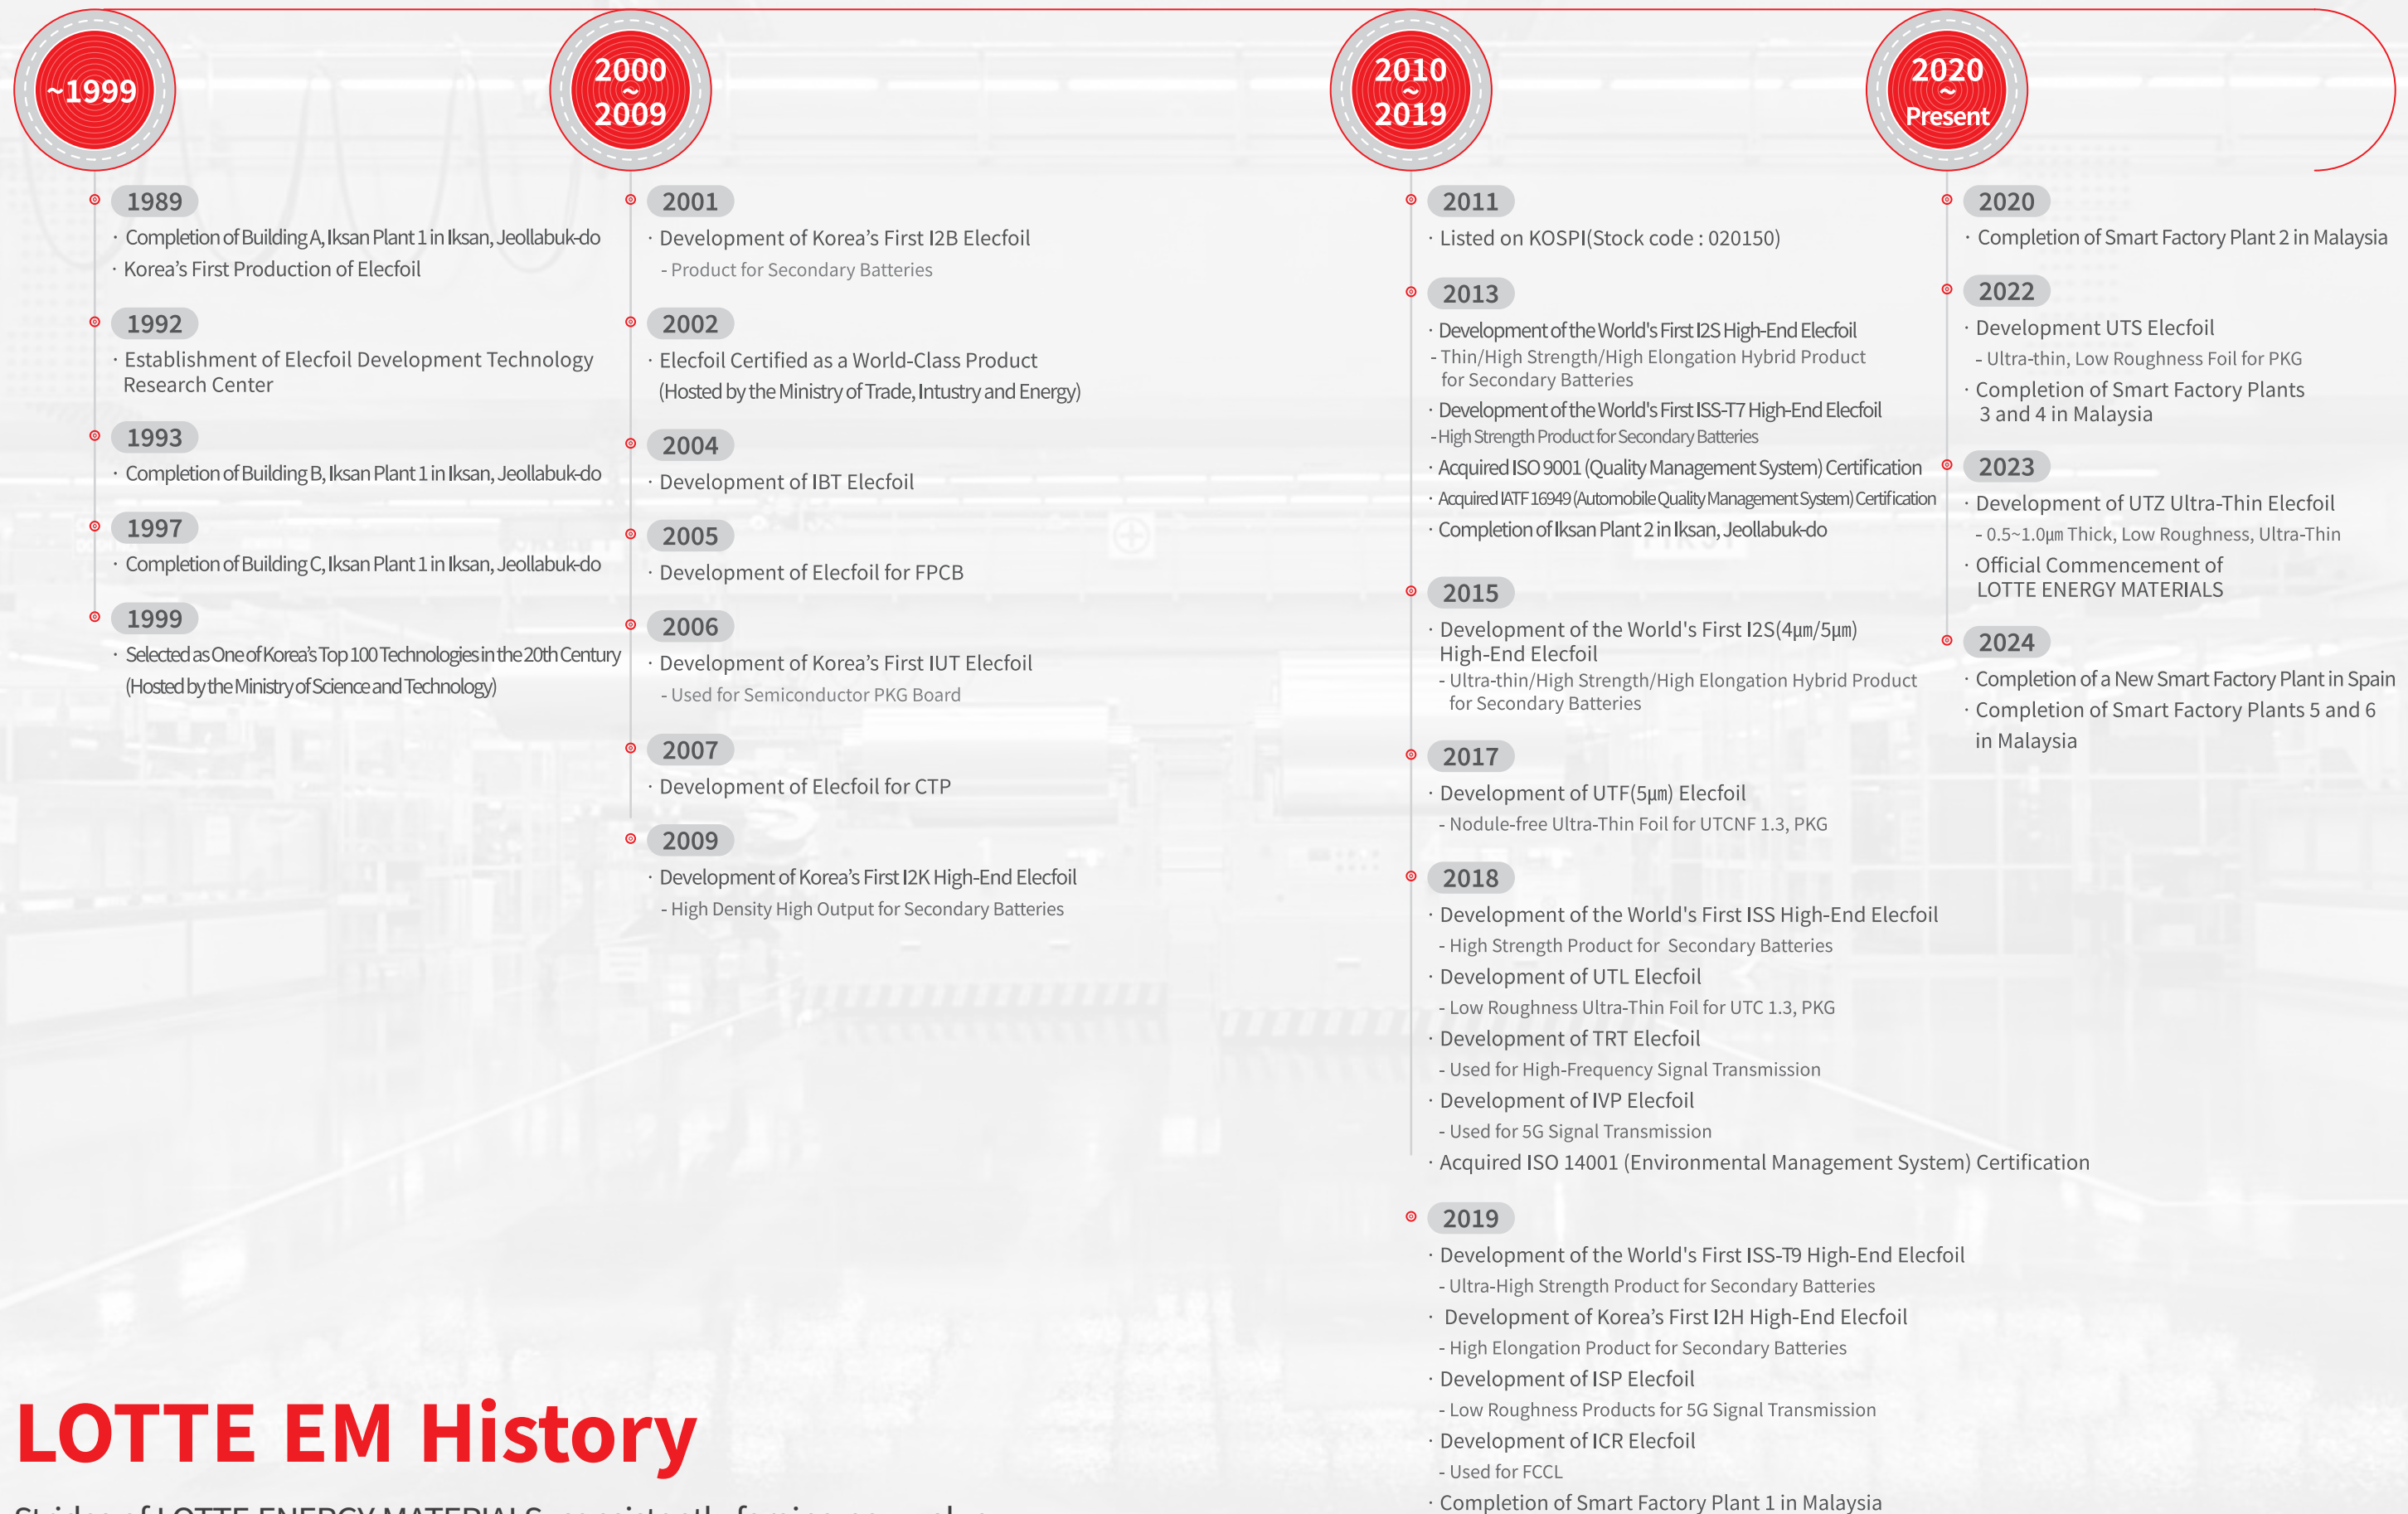 ~1999
1989
· Completion of Building A, Iksan Plant 1 in Iksan, Jeollabuk-do
· Korea’s First Production of Elecfoil
1992
· Establishment of Elecfoil Development Technology
Research Center
1993
· Completion of Building B, Iksan Plant 1 in Iksan, Jeollabuk-do
1997
· Completion of Building C, Iksan Plant 1 in Iksan, Jeollabuk-do
1999
· Selected as One of Korea’s Top 100 Technologies in the 20th Century
(Hosted by the Ministry of Science and Technology)
2000
~
2009
2001
· Development of Korea’s First I2B Elecfoil
- Product for Secondary Batteries
2002
· Elecfoil Certified as a World-Class Product
(Hosted by the Ministry of Trade, Intustry and Energy)
2004
· Development of IBT Elecfoil
2005
· Development of Elecfoil for FPCB
2006
· Development of Korea’s First IUT Elecfoil
- Used for Semiconductor PKG Board
2007
· Development of Elecfoil for CTP
2009
· Development of Korea’s First I2K High-End Elecfoil
- High Density High Output for Secondary Batteries
2010
~
2019
2011
· Listed on KOSPI(Stock code : 020150)
2013
· Development of the World's First I2S High-End Elecfoil
- Thin/High Strength/High Elongation Hybrid Product
for Secondary Batteries
· Development of the World's First ISS-T7 High-End Elecfoil
- High Strength Product for Secondary Batteries
· Acquired ISO 9001 (Quality Management System) Certification
· Acquired IATF 16949 (Automobile Quality Management System) Certification
· Completion of Iksan Plant 2 in Iksan, Jeollabuk-do
2015
· Development of the World's First I2S(4μm/5μm)
High-End Elecfoil
- Ultra-thin/High Strength/High Elongation Hybrid Product
for Secondary Batteries
2017
· Development of UTF(5μm) Elecfoil
- Nodule-free Ultra-Thin Foil for UTCNF 1.3, PKG
2018
· Development of the World's First ISS High-End Elecfoil
- High Strength Product for Secondary Batteries
· Development of UTL Elecfoil
- Low Roughness Ultra-Thin Foil for UTC 1.3, PKG
· Development of TRT Elecfoil
- Used for High-Frequency Signal Transmission
· Development of IVP Elecfoil
- Used for 5G Signal Transmission
· Acquired ISO 14001 (Environmental Management System) Certification
2019
· Development of the World's First ISS-T9 High-End Elecfoil
- Ultra-High Strength Product for Secondary Batteries
· Development of Korea’s First I2H High-End Elecfoil
- High Elongation Product for Secondary Batteries
· Development of ISP Elecfoil
- Low Roughness Products for 5G Signal Transmission
· Development of ICR Elecfoil
- Used for FCCL
· Completion of Smart Factory Plant 1 in Malaysia
2020
~
Present
2020
· Completion of Smart Factory Plant 2 in Malaysia
2022
· Development UTS Elecfoil
- Ultra-thin, Low Roughness Foil for PKG
· Completion of Smart Factory Plants
3 and 4 in Malaysia
2023
· Development of UTZ Ultra-Thin Elecfoil
- 0.5~1.0μm Thick, Low Roughness, Ultra-Thin
· Official Commencement of
LOTTE ENERGY MATERIALS
2024
· Completion of a New Smart Factory Plant in Spain
· Completion of Smart Factory Plants 5 and 6
in Malaysia
LOTTE EM History
Strides of LOTTE ENERGY MATERIALS